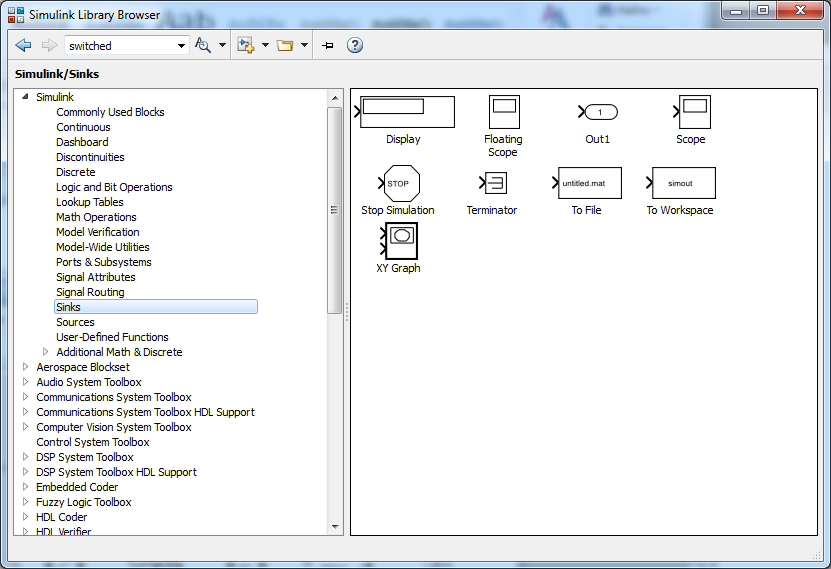 Simulink Library Browser
switched
Simulink/Sinks
Simulink
Commonly Used Blocks
Continuous
Dashboard
Discontinuities
Discrete
Logic and Bit Operations
Lookup Tables
Math Operations
Model Verification
Model-Wide Utilities
Ports & Subsystems
Signal Attributes
Signal Routing
Sinks
Sources
User-Defined Functions
Additional Math & Discrete
Aerospace Blockset
Audio System Toolbox
Communications System Toolbox
Communications System Toolbox HDL Support
Computer Vision System Toolbox
Control System Toolbox
DSP System Toolbox
DSP System Toolbox HDL Support
Embedded Coder
Fuzzy Logic Toolbox
HDL Coder
HDL Verifier
Display
Floating
Scope
1
Out1
Scope
STOP
Stop Simulation
Terminator
untitled.mat
To File
simout
To Workspace
XY Graph